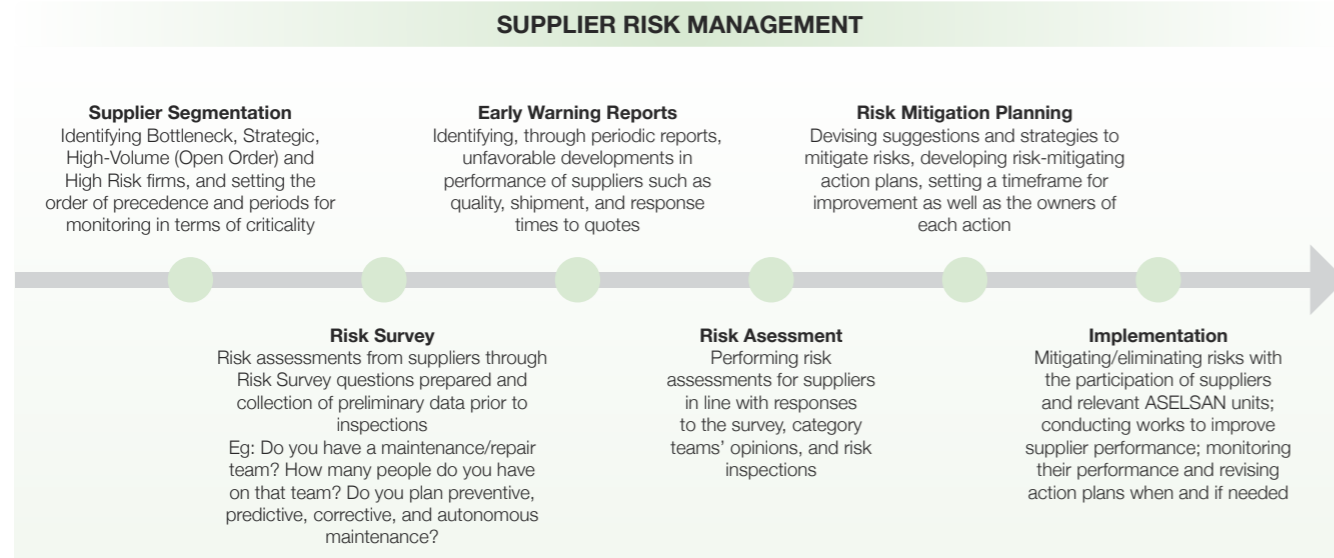 SUPPLIER RISK MANAGEMENT
Supplier Segmentation
Identifying Bottleneck, Strategic,
High-Volume (Open Order) and
High Risk firms, and setting the
order of precedence and periods for
monitoring in terms of criticality
Early Warning Reports
Identifying, through periodic reports,
unfavorable developments in
performance of suppliers such as
quality, shipment, and response
times to quotes
Risk Mitigation Planning
Devising suggestions and strategies to
mitigate risks, developing risk-mitigating
action plans, setting a timeframe for
improvement as well as the owners of
each action
Risk Survey
Risk assessments from suppliers through
Risk Survey questions prepared and
collection of preliminary data prior to
inspections
Eg: Do you have a maintenance/repair
team? How many people do you have
on that team? Do you plan preventive,
predictive, corrective, and autonomous
maintenance?
Risk Asessment
Performing risk
assessments for suppliers
in line with responses
to the survey, category
teams' opinions, and risk
inspections
Implementation
Mitigating/eliminating risks with
the participation of suppliers
and relevant ASELSAN units;
conducting works to improve
supplier performance; monitoring
their performance and revising
action plans when and if needed